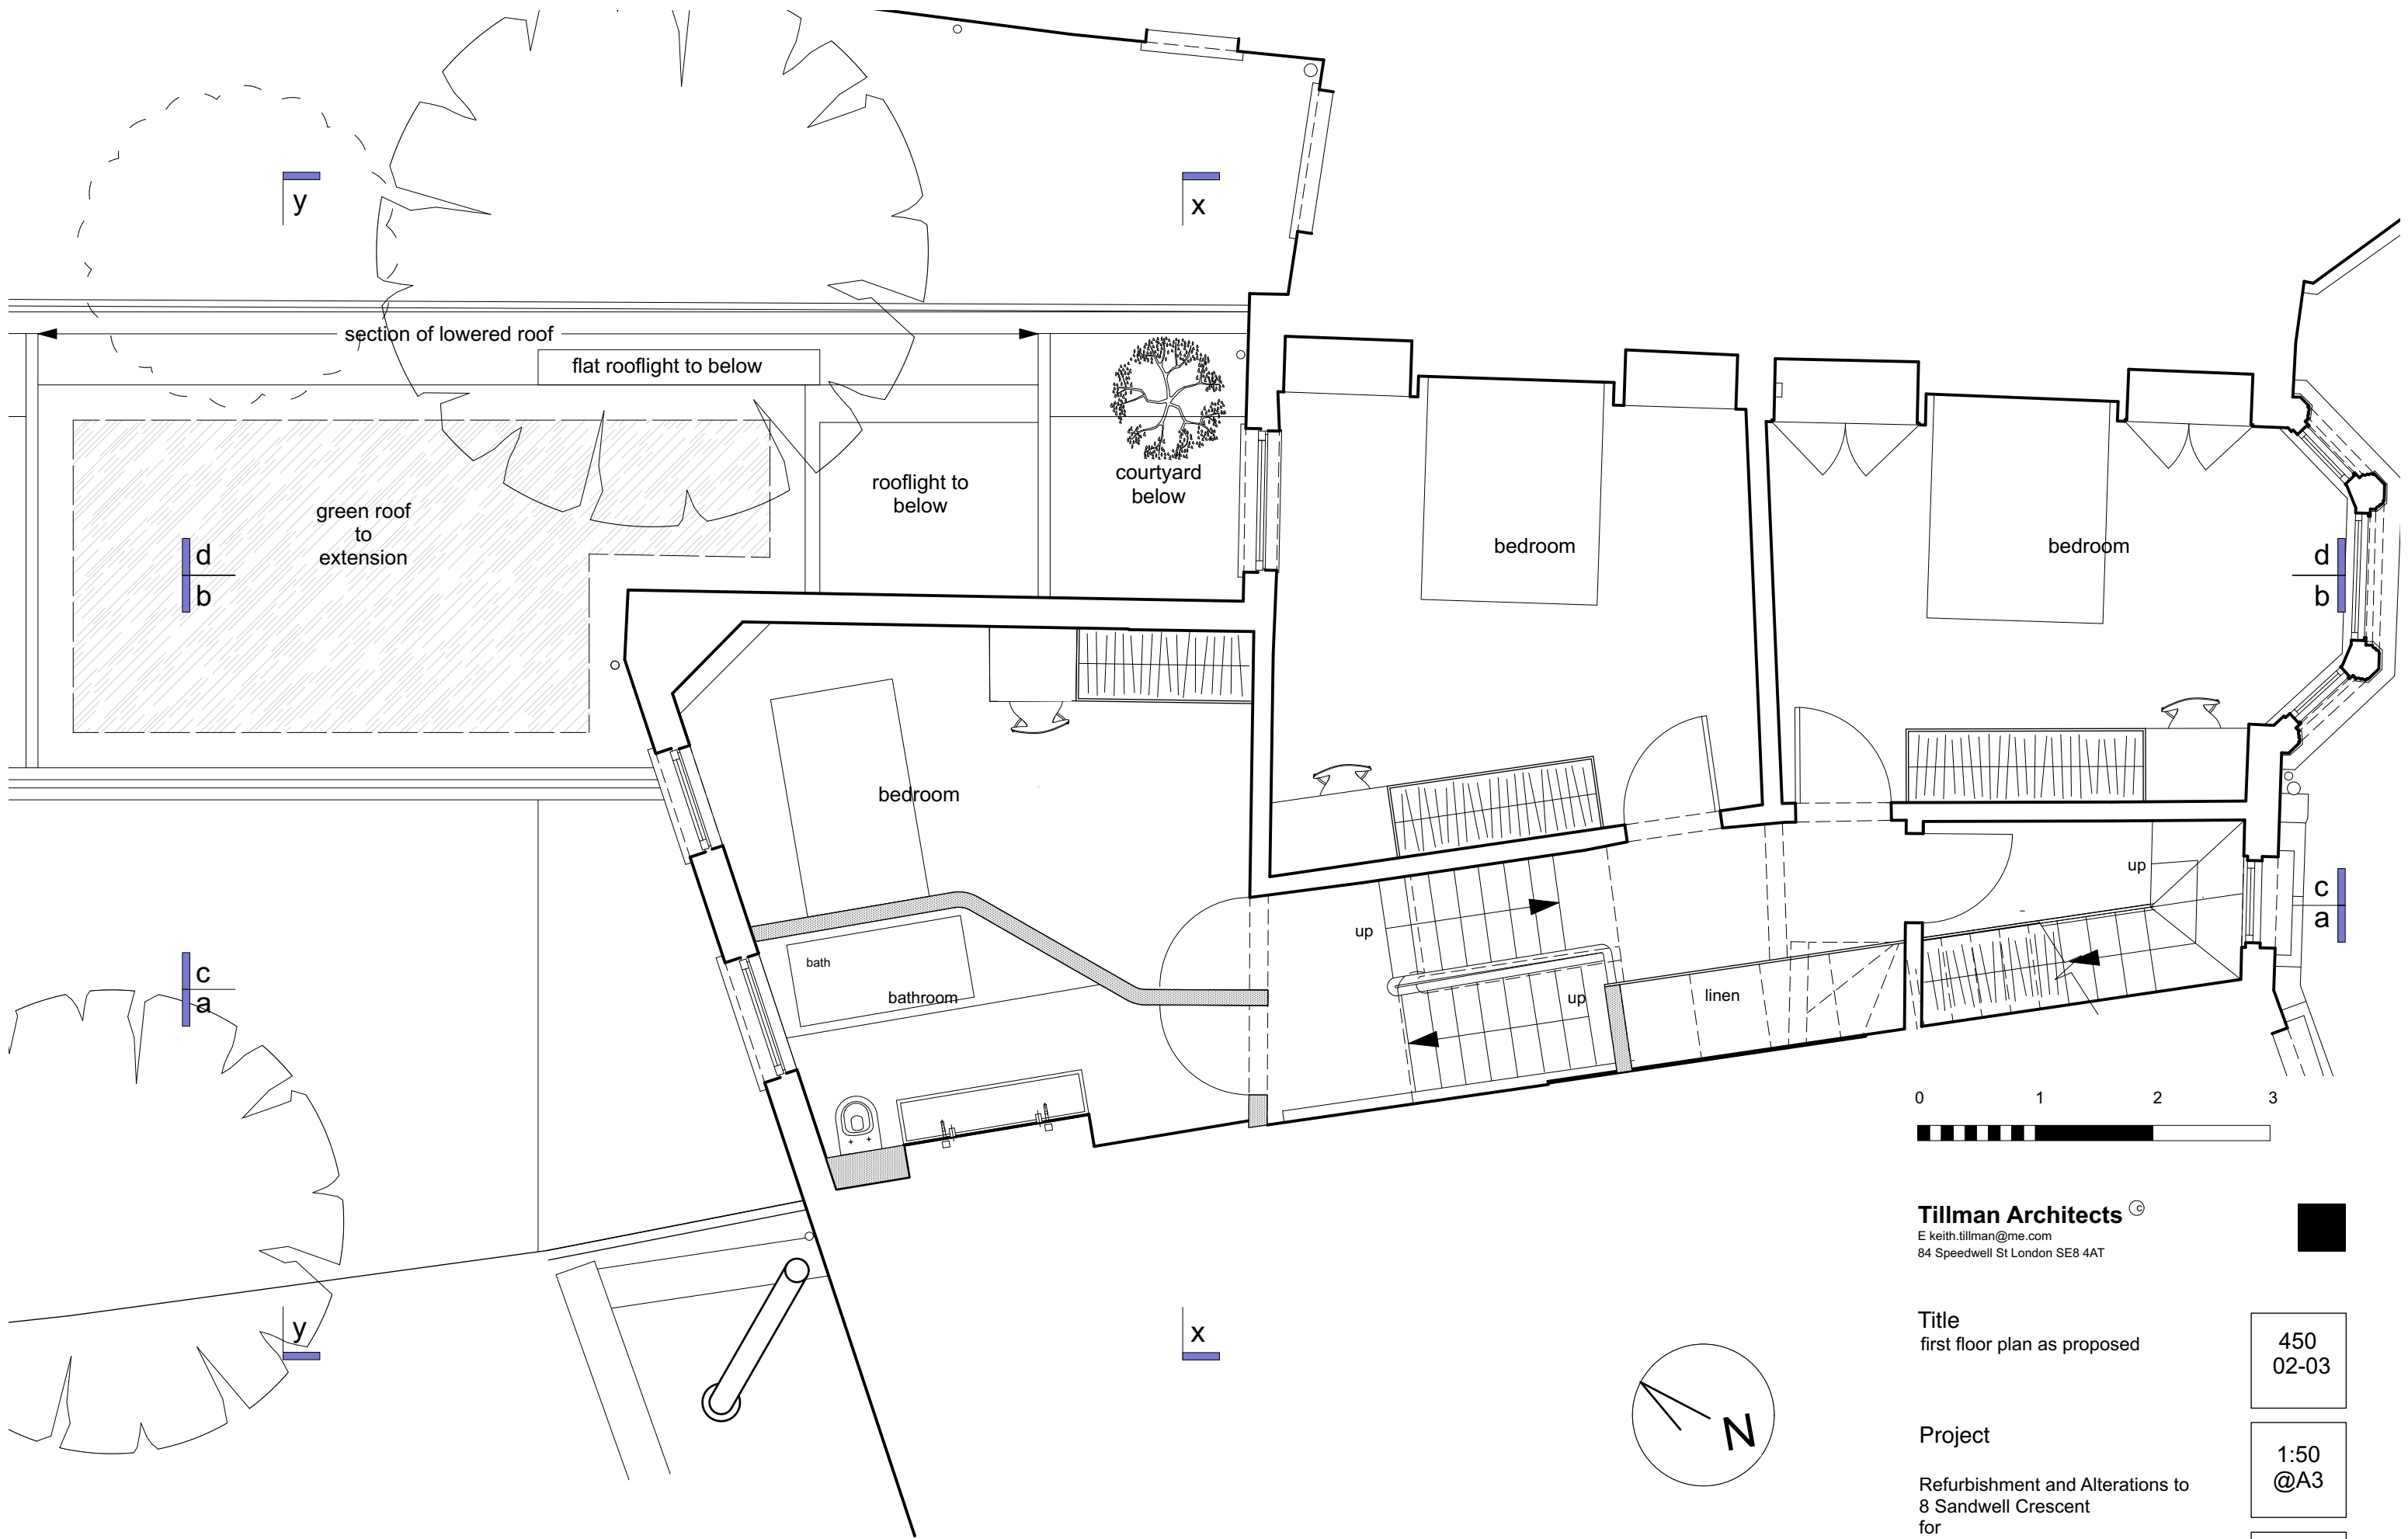 y
x
section of lowered roof
flat rooflight to below
rooflight to
below
courtyard
below
green roof
to
extension
d
b
bedroom
bedroom
d
b
bedroom
up
c
a
up
bath
bathroom
up
linen
c
a
0 1 2 3
Tillman Architects ©
E keith.tillman@me.com
84 Speedwell St London SE8 4AT
y
x
N
Title
first floor plan as proposed
450
02-03
Project
1:50
@A3
Refurbishment and Alterations to
8 Sandwell Crescent
for